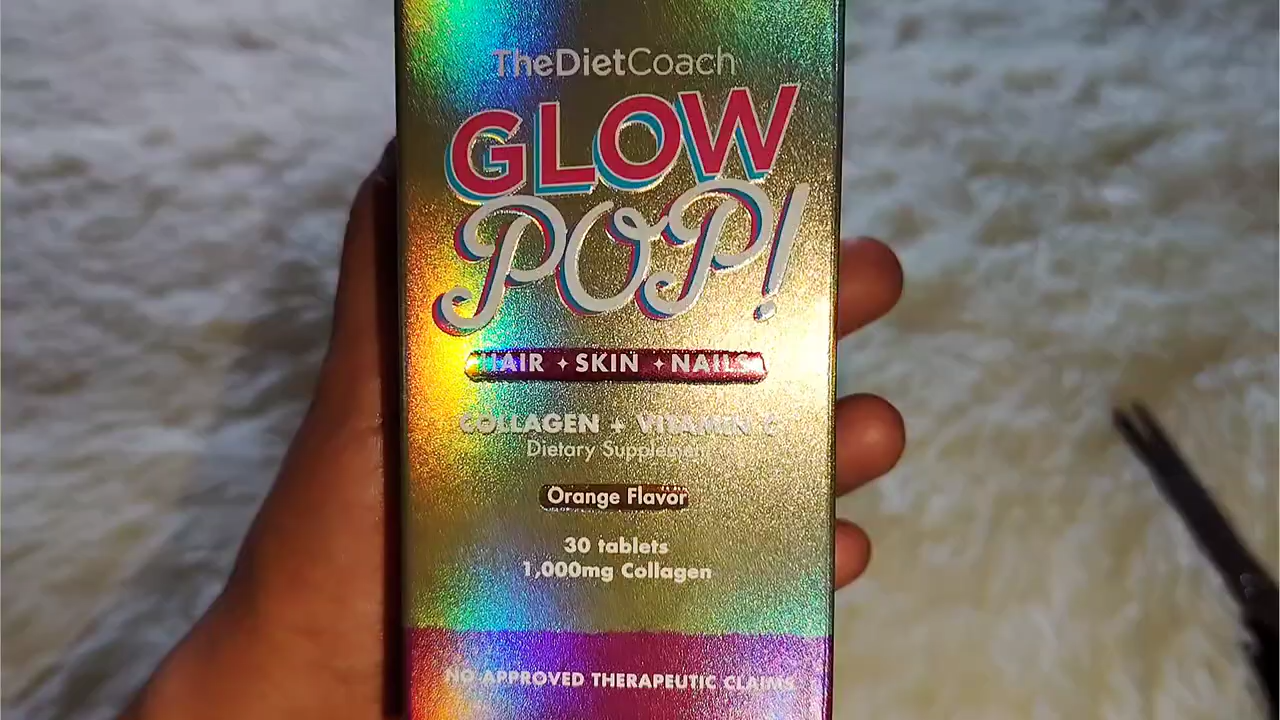 TheDietCoach
GLOW
POP!
HAIR ✦ SKIN ✦ NAILS
COLLAGEN + VITAMIN C
Dietary Supplement
Orange Flavor
30 tablets
1,000mg Collagen
NO APPROVED THERAPEUTIC CLAIMS